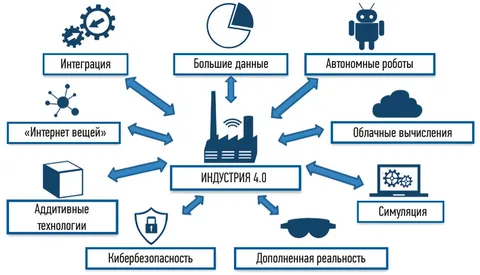 Интеграция
Большие данные
Автономные роботы
«Интернет вещей»
Облачные вычисления
ИНДУСТРИЯ 4.0
Аддитивные
технологии
Симуляция
Кибербезопасность
Дополненная реальность